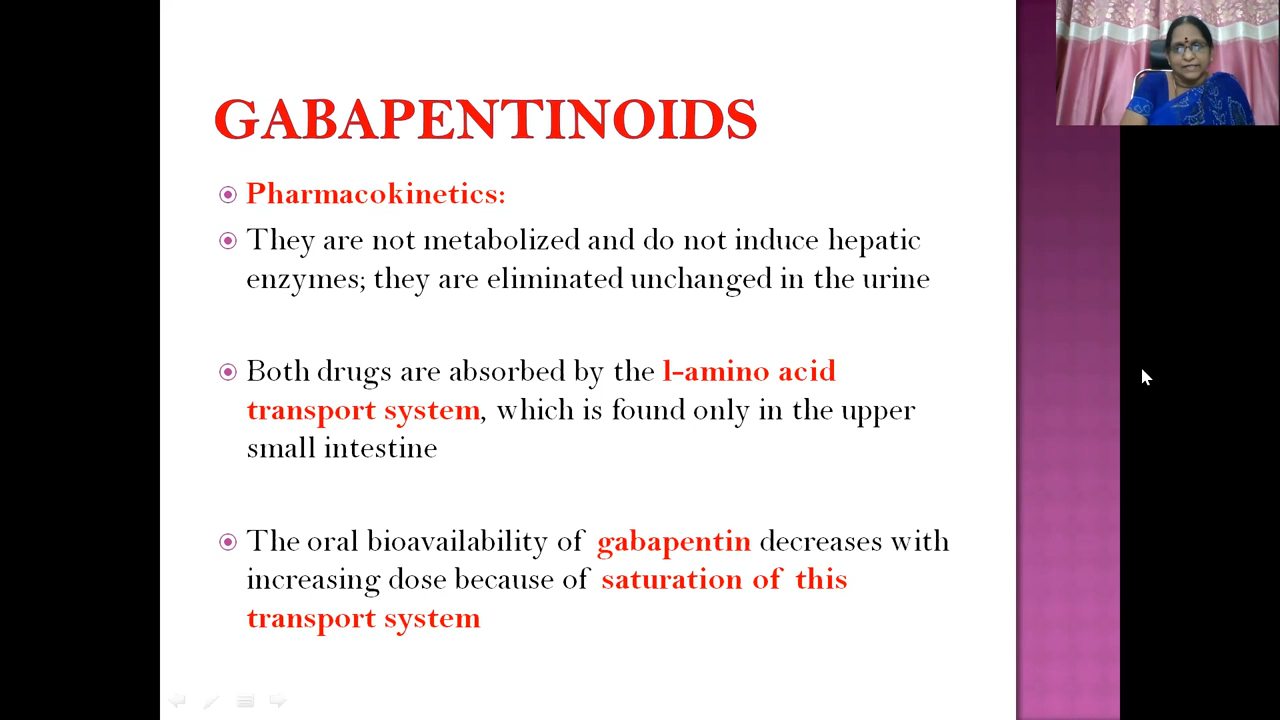 GABAPENTINOIDS
Pharmacokinetics:
They are not metabolized and do not induce hepatic
enzymes; they are eliminated unchanged in the urine
Both drugs are absorbed by the l-amino acid
transport system, which is found only in the upper
small intestine
The oral bioavailability of gabapentin decreases with
increasing dose because of saturation of this
transport system